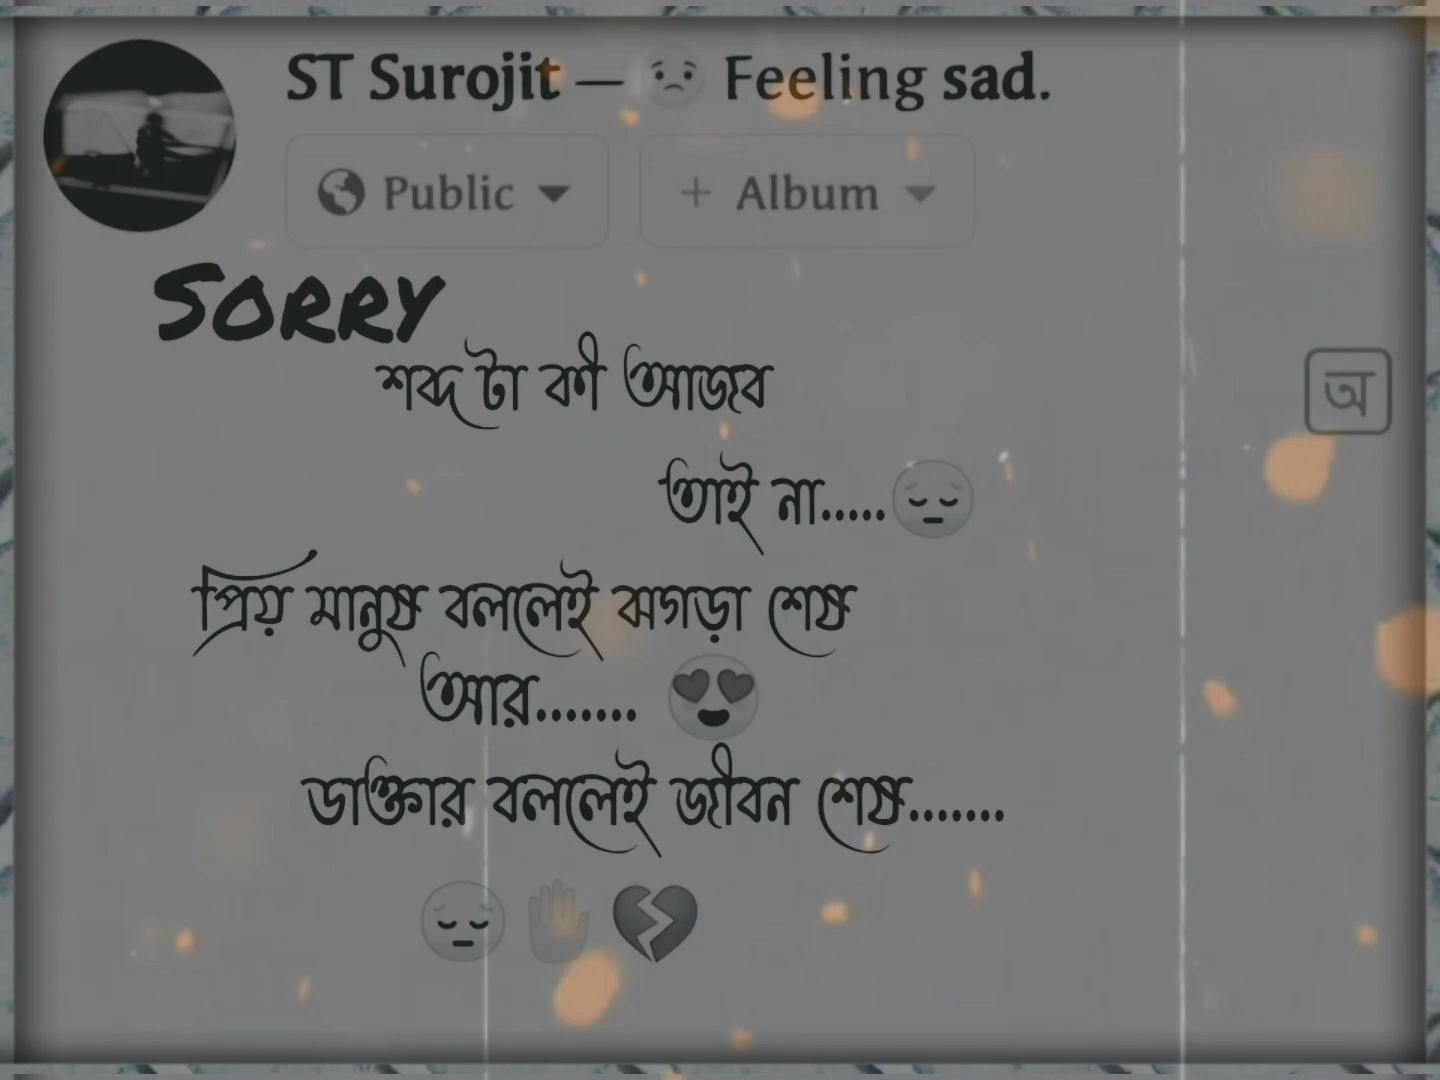 ST Surojit — 😟 Feeling sad.
Public + Album
SORRY
শব্দ টা কী আজব
অ
তাই না.....😔
প্রিয় মানুষ বললেই ঝগড়া শেষ
আর....... 😍
ডাক্তার বললেই জীবন শেষ.......
😔🤚💔